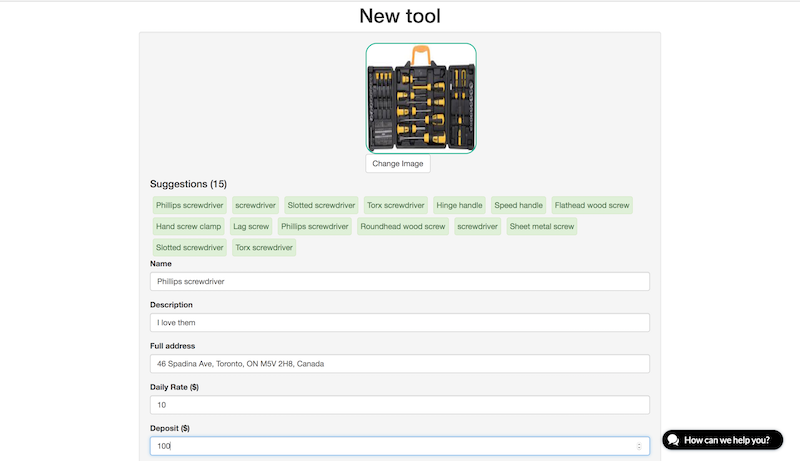 New tool
Change Image
Suggestions (15)
Phillips screwdriver screwdriver Slotted screwdriver Torx screwdriver Hinge handle Speed handle Flathead wood screw
Hand screw clamp Lag screw Phillips screwdriver Roundhead wood screw screwdriver Sheet metal screw
Slotted screwdriver Torx screwdriver
Name
Phillips screwdriver
Description
I love them
Full address
46 Spadina Ave, Toronto, ON M5V 2H8, Canada
Daily Rate ($)
10
Deposit ($)
100
How can we help you?